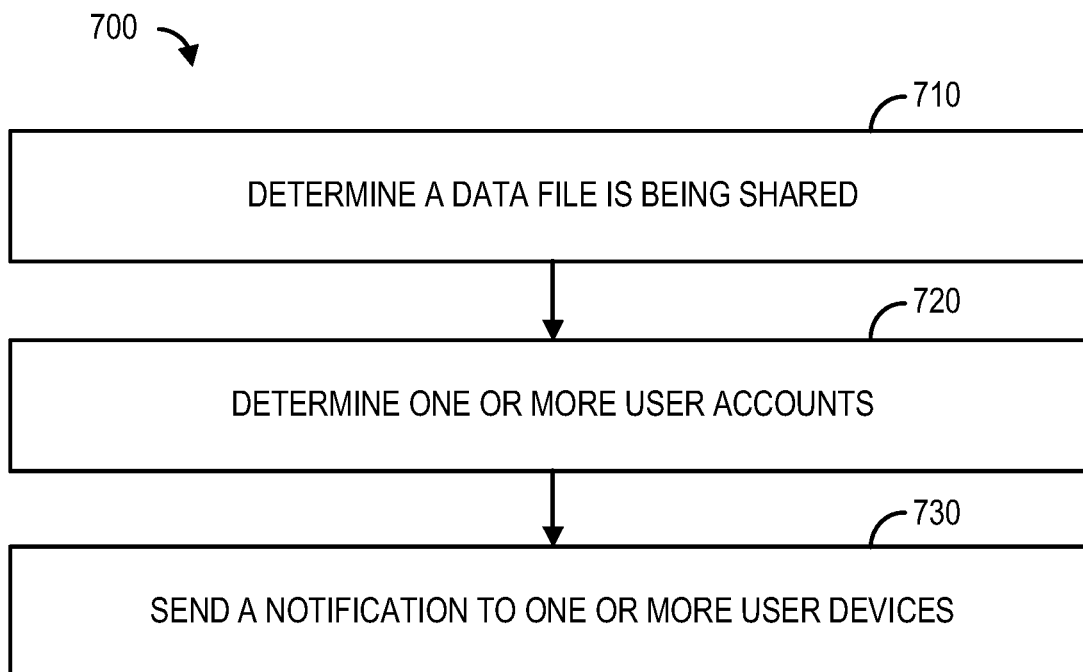 700
710
DETERMINE A DATA FILE IS BEING SHARED
720
DETERMINE ONE OR MORE USER ACCOUNTS
730
SEND A NOTIFICATION TO ONE OR MORE USER DEVICES